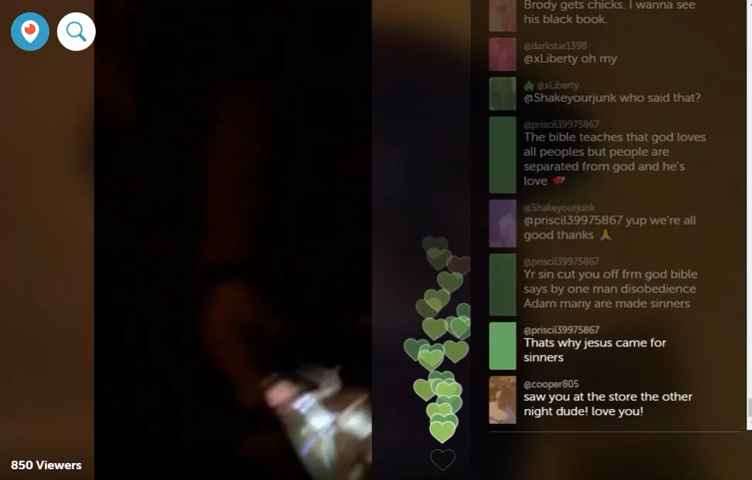 Brody gets chicks. I wanna see
his black book.
@darkstar1398
@xLiberty oh my
@xLiberty
@Shakeyourjunk who said that?
@priscil39975867
The bible teaches that god loves
all peoples but people are
separated from god and he's
love 💔
@Shakeyourjunk
@priscil39975867 yup we're all
good thanks 🙏
@priscil39975867
Yr sin cut you off frm god bible
says by one man disobedience
Adam many are made sinners
@priscil39975867
Thats why jesus came for
sinners
@cooper805
saw you at the store the other
night dude! love you!
850 Viewers